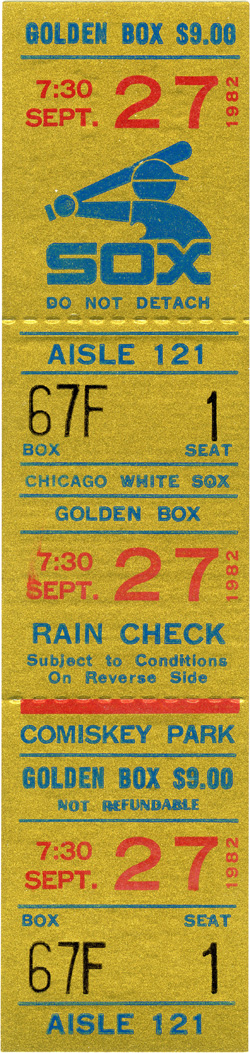 GOLDEN BOX $9.00
7:30 SEPT. 27 1982
SOX
DO NOT DETACH
AISLE 121
67F 1
BOX SEAT
CHICAGO WHITE SOX
GOLDEN BOX
7:30 SEPT. 27 1982
RAIN CHECK
Subject to Conditions
On Reverse Side
COMISKEY PARK
GOLDEN BOX $9.00
NOT REFUNDABLE
7:30 SEPT. 27 1982
BOX SEAT
67F 1
AISLE 121